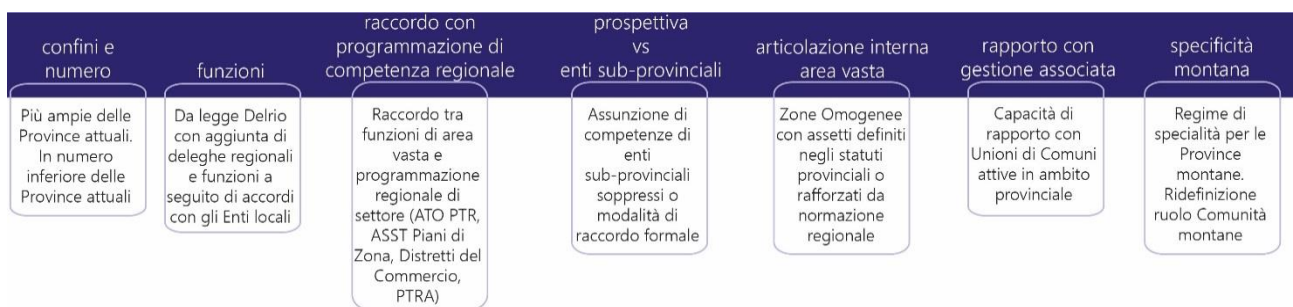 confini e
numero
Più ampie delle
Province attuali.
In numero
inferiore delle
Province attuali
funzioni
Da legge Delrio
con aggiunta di
deleghe regionali
e funzioni a
seguito di accordi
con gli Enti locali
raccordo con
programmazione di
competenza regionale
Raccordo tra
funzioni di area
vasta e
programmazione
regionale di
settore (ATO PTR,
ASST Piani di
Zona, Distretti del
Commercio,
PTRA)
prospettiva
vs
enti sub-provinciali
Assunzione di
competenze di
enti
sub-provinciali
soppressi o
modalità di
raccordo formale
articolazione interna
area vasta
Zone Omogenee
con assetti definiti
negli statuti
provinciali o
rafforzati da
normazione
regionale
rapporto con
gestione associata
Capacità di
rapporto con
Unioni di Comuni
attive in ambito
provinciale
specificità
montana
Regime di
specialità per le
Province
montane.
Ridefinizione
ruolo Comunità
montane